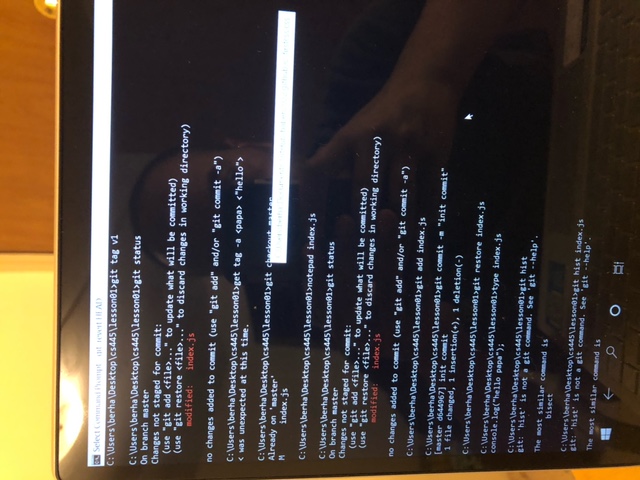 Select Command Prompt - git revert HEAD
C:\Users\berha\Desktop\cs445\lesson01>git tag v1
C:\Users\berha\Desktop\cs445\lesson01>git status
On branch master
Changes not staged for commit:
(use "git add <file>..." to update what will be committed)
(use "git restore <file>..." to discard changes in working directory)
modified: index.js
no changes added to commit (use "git add" and/or "git commit -a")
C:\Users\berha\Desktop\cs445\lesson01>get tag -a <papa> <"hello">
< was unexpected at this time.
C:\Users\berha\Desktop\cs445\lesson01>git checkout master
Already on 'master'
M index.js
C:\Users\berha\Desktop\cs445\lesson01>notepad index.js
C:\Users\berha\Desktop\cs445\lesson01>git status
On branch master
Changes not staged for commit:
(use "git add <file>..." to update what will be committed)
(use "git restore <file>..." to discard changes in working directory)
modified: index.js
no changes added to commit (use "git add" and/or "git commit -a")
C:\Users\berha\Desktop\cs445\lesson01>git add index.js
C:\Users\berha\Desktop\cs445\lesson01>git commit -m "init commit"
[master d644967] init commit
1 file changed, 1 insertion(+), 1 deletion(-)
C:\Users\berha\Desktop\cs445\lesson01>git restore index.js
C:\Users\berha\Desktop\cs445\lesson01>type index.js
console.log("hello papa");
C:\Users\berha\Desktop\cs445\lesson01>git hist
git: 'hist' is not a git command. See 'git --help'.
The most similar command is
bisect
C:\Users\berha\Desktop\cs445\lesson01>git hist index.js
git: 'hist' is not a git command. See 'git --help'.
The most similar command is